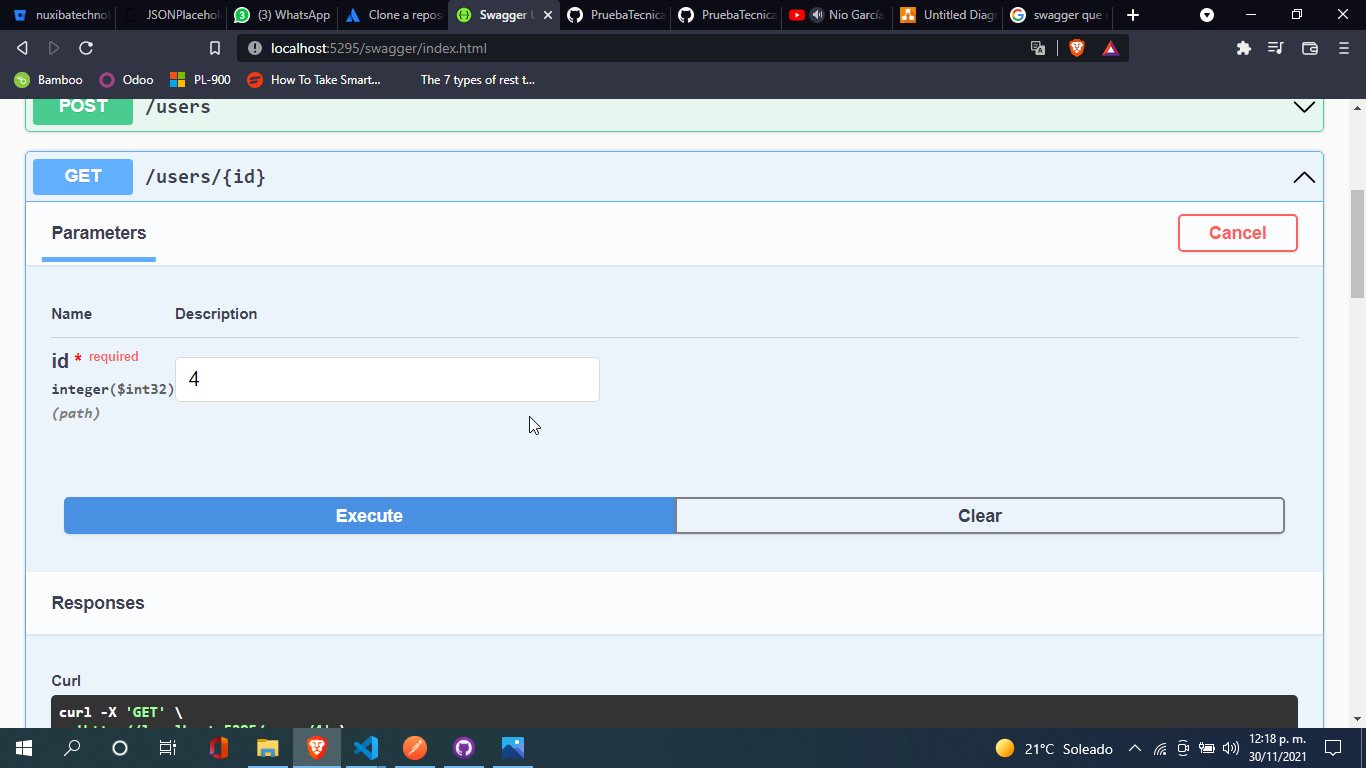 nuxibatechno JSONPlacehol (3) WhatsApp Clone a repos Swagger U PruebaTecnica PruebaTecnica Nio García Untitled Diagr swagger que
localhost:5295/swagger/index.html
Bamboo Odoo PL-900 How To Take Smart... The 7 types of rest t...
POST /users
GET /users/{id}
Parameters Cancel
Name Description
id * required
4
integer($int32)
(path)
Execute Clear
Responses
Curl
curl -X 'GET' \
21°C Soleado
12:18 p. m.
30/11/2021